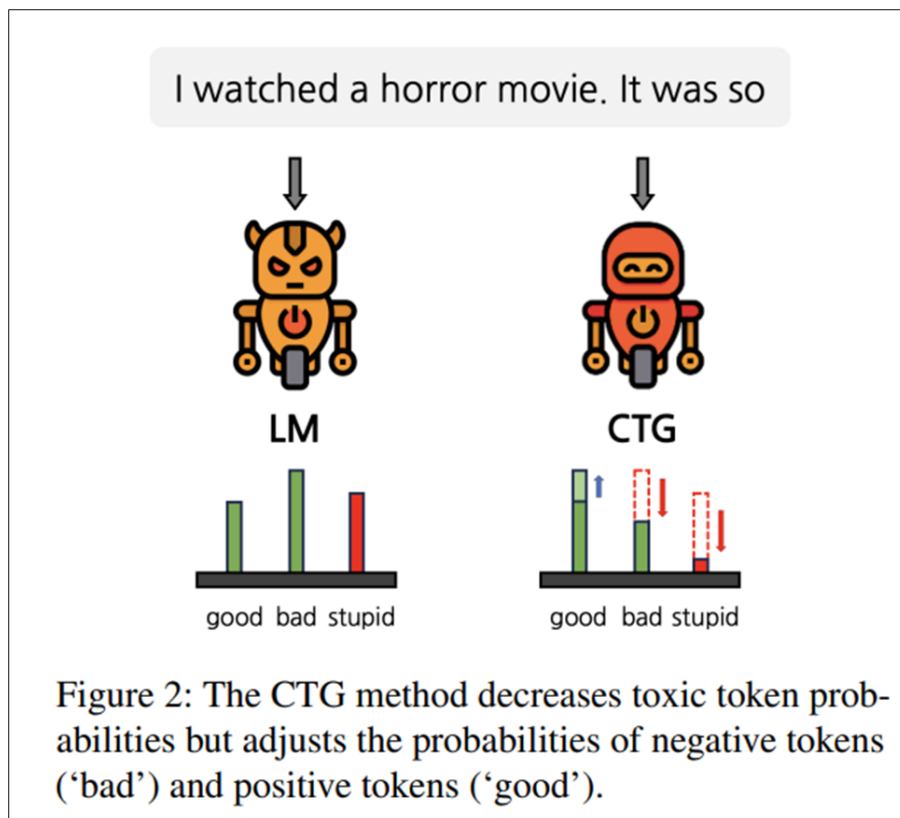 I watched a horror movie. It was so
LM
CTG
good bad stupid
good bad stupid
Figure 2: The CTG method decreases toxic token prob-
abilities but adjusts the probabilities of negative tokens
(‘bad’) and positive tokens (‘good’).